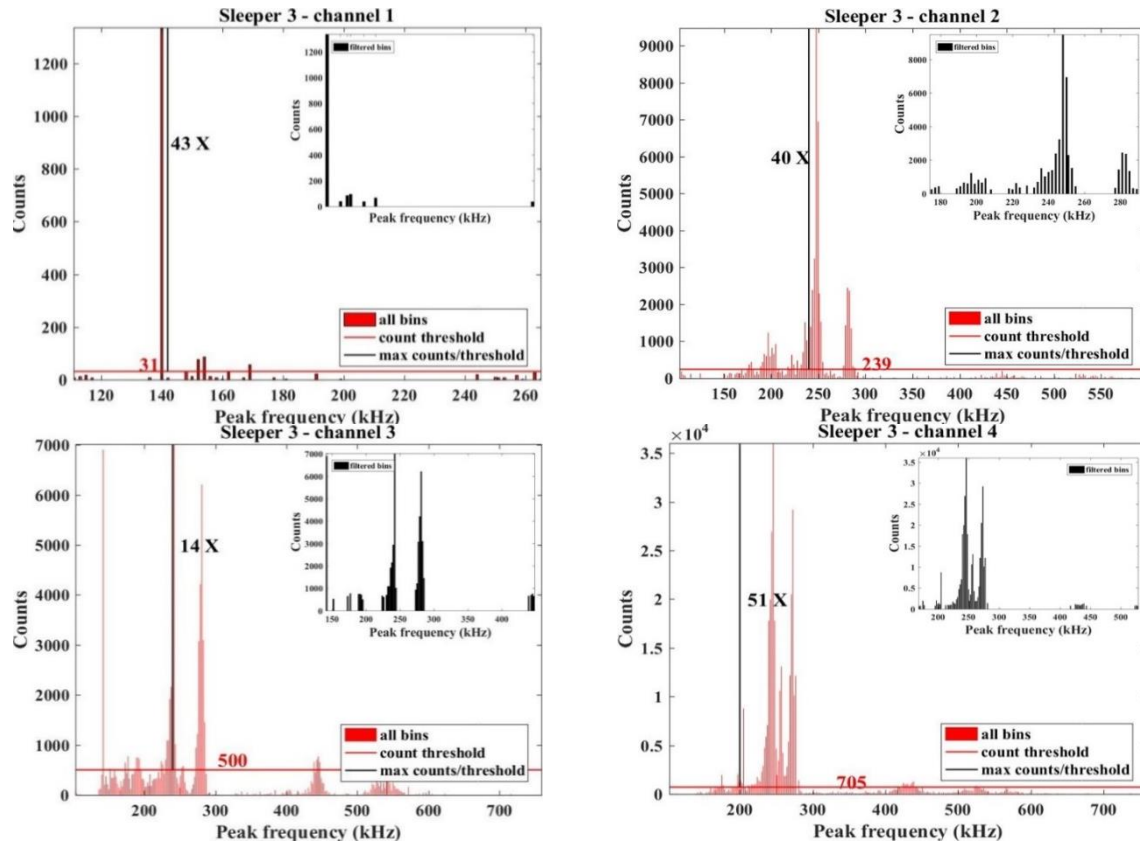 Sleeper 3 - channel 1
Counts
1200
1000
800
600
400
200
0
43 X
31
filtered bins
Counts
1200
1000
800
600
400
200
0
Peak frequency (kHz)
all bins
count threshold
max counts/threshold
120 140 160 180 200 220 240 260
Peak frequency (kHz)
Sleeper 3 - channel 2
Counts
9000
8000
7000
6000
5000
4000
3000
2000
1000
0
40 X
239
filtered bins
Counts
8000
6000
4000
2000
0
180 200 220 240 260 280
Peak frequency (kHz)
all bins
count threshold
max counts/threshold
150 200 250 300 350 400 450 500 550
Peak frequency (kHz)
Sleeper 3 - channel 3
Counts
7000
6000
5000
4000
3000
2000
1000
0
14 X
500
filtered bins
Counts
7000
6000
5000
4000
3000
2000
1000
0
150 200 250 300 350 400
Peak frequency (kHz)
all bins
count threshold
max counts/threshold
200 300 400 500 600 700
Peak frequency (kHz)
Sleeper 3 - channel 4
×10⁴
Counts
3.5
3
2.5
2
1.5
1
0.5
0
51 X
705
filtered bins
×10⁴
Counts
3.5
3
2.5
2
1.5
1
0.5
0
200 250 300 350 400 450 500
Peak frequency (kHz)
all bins
count threshold
max counts/threshold
200 300 400 500 600 700
Peak frequency (kHz)